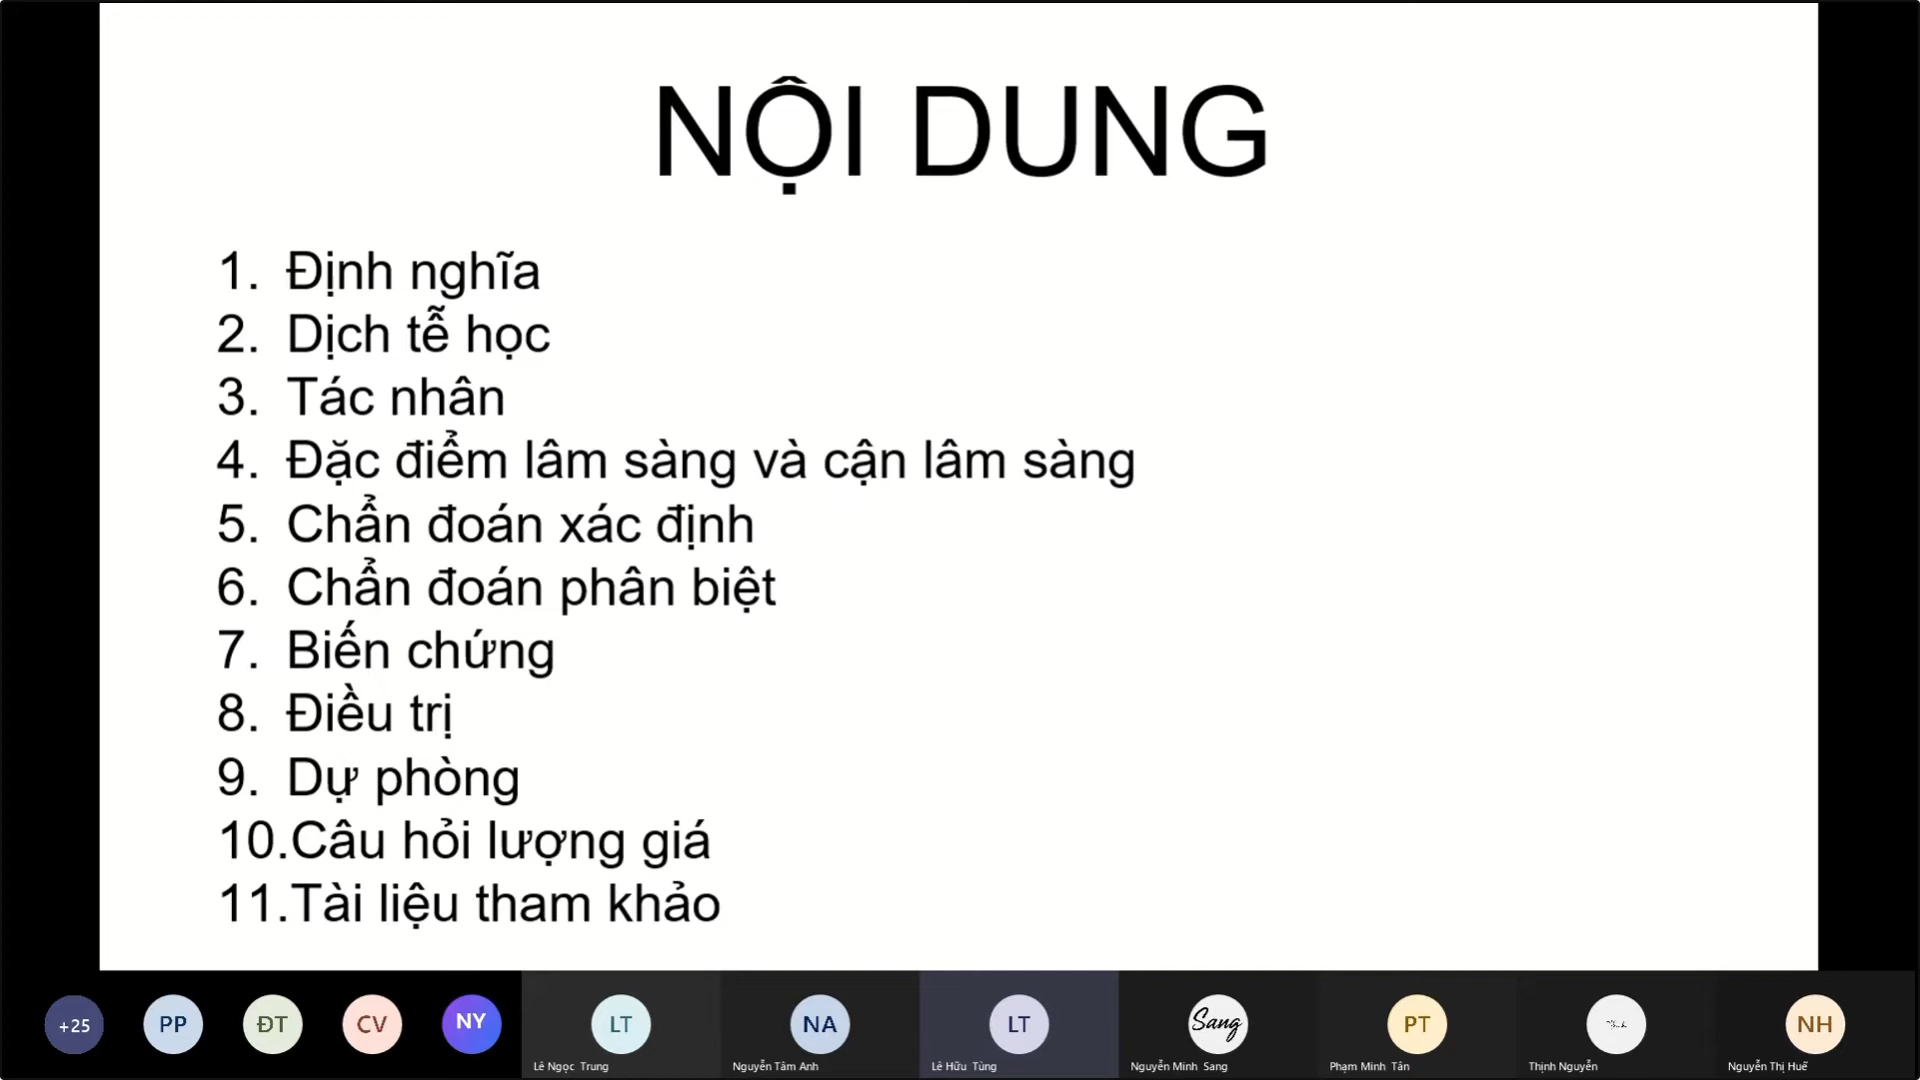 NỘI DUNG
1. Định nghĩa
2. Dịch tễ học
3. Tác nhân
4. Đặc điểm lâm sàng và cận lâm sàng
5. Chẩn đoán xác định
6. Chẩn đoán phân biệt
7. Biến chứng
8. Điều trị
9. Dự phòng
10.Câu hỏi lượng giá
11.Tài liệu tham khảo
+25 PP ĐT CV NY LT NA LT Sang PT NH
Lê Ngọc Trung Nguyễn Tâm Anh Lê Hữu Tùng Nguyễn Minh Sang Phạm Minh Tân Thịnh Nguyễn Nguyễn Thị Huế